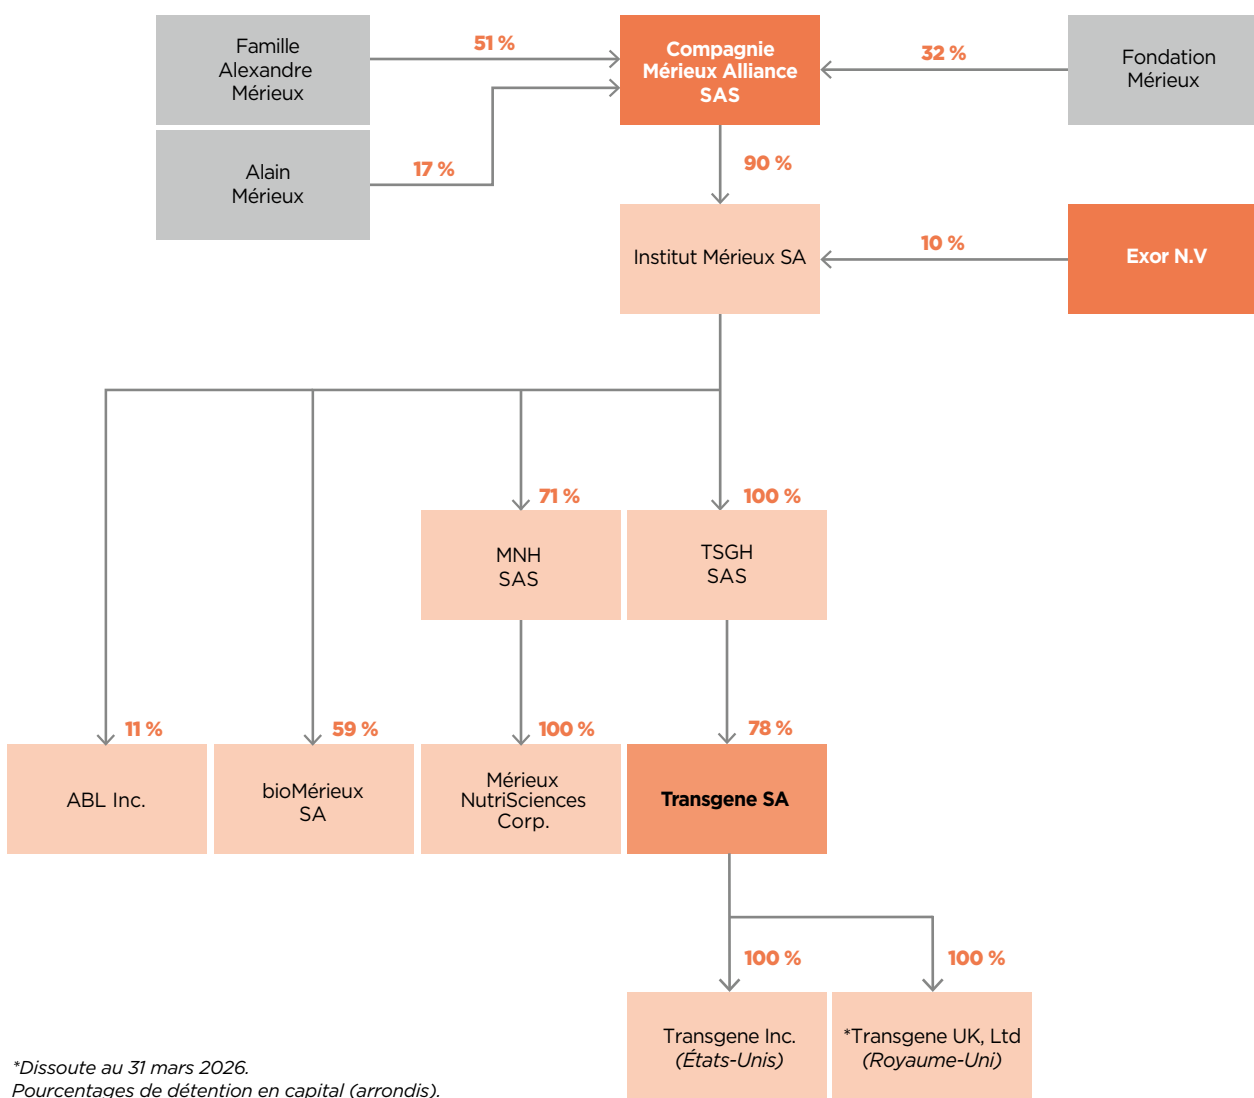 Famille
Alexandre
Mérieux
51 %
Compagnie
Mérieux Alliance
SAS
32 %
Fondation
Mérieux
Alain
Mérieux
17 %
90 %
Institut Mérieux SA
10 %
Exor N.V
71 %
100 %
MNH
SAS
TSGH
SAS
11 %
59 %
100 %
78 %
ABL Inc.
bioMérieux
SA
Mérieux
NutriSciences
Corp.
Transgene SA
100 %
100 %
Transgene Inc.
(États-Unis)
*Transgene UK, Ltd
(Royaume-Uni)
*Dissoute au 31 mars 2026.
Pourcentages de détention en capital (arrondis).